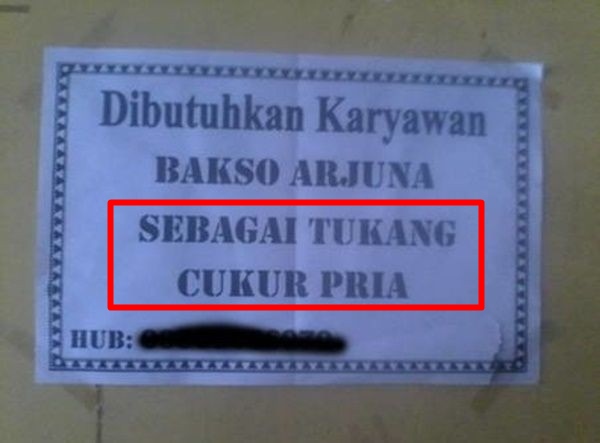 Dibutuhkan Karyawan
BAKSO ARJUNA
SEBAGAI TUKANG
CUKUR PRIA
HUB: